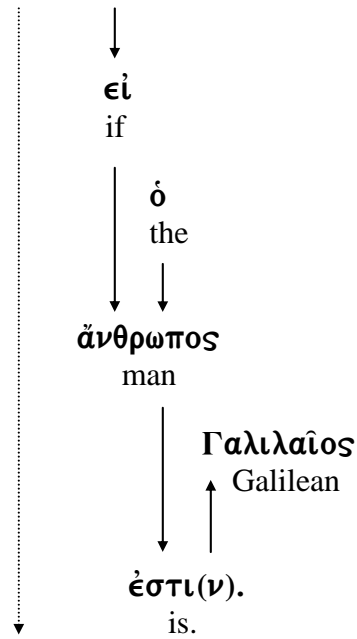 εἰ
if
ὁ
the
ἄνθρωπος
man
Γαλιλαῖος
Galilean
ἐστι(ν).
is.